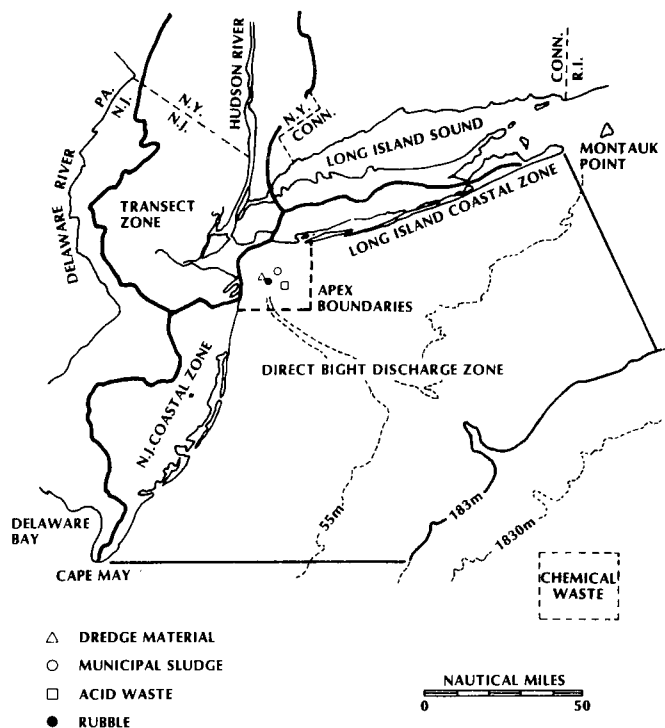 CONN.
R.I.
PA.
N.J.
N.Y.
N.J.
HUDSON RIVER
N.Y.
CONN.
LONG ISLAND SOUND
MONTAUK
POINT
DELAWARE RIVER
TRANSECT
ZONE
LONG ISLAND COASTAL ZONE
APEX
BOUNDARIES
DIRECT BIGHT DISCHARGE ZONE
N.J. COASTAL ZONE
DELAWARE
BAY
55m
183m
1830m
CAPE MAY
CHEMICAL
WASTE
DREDGE MATERIAL
MUNICIPAL SLUDGE
ACID WASTE
RUBBLE
NAUTICAL MILES
0 50